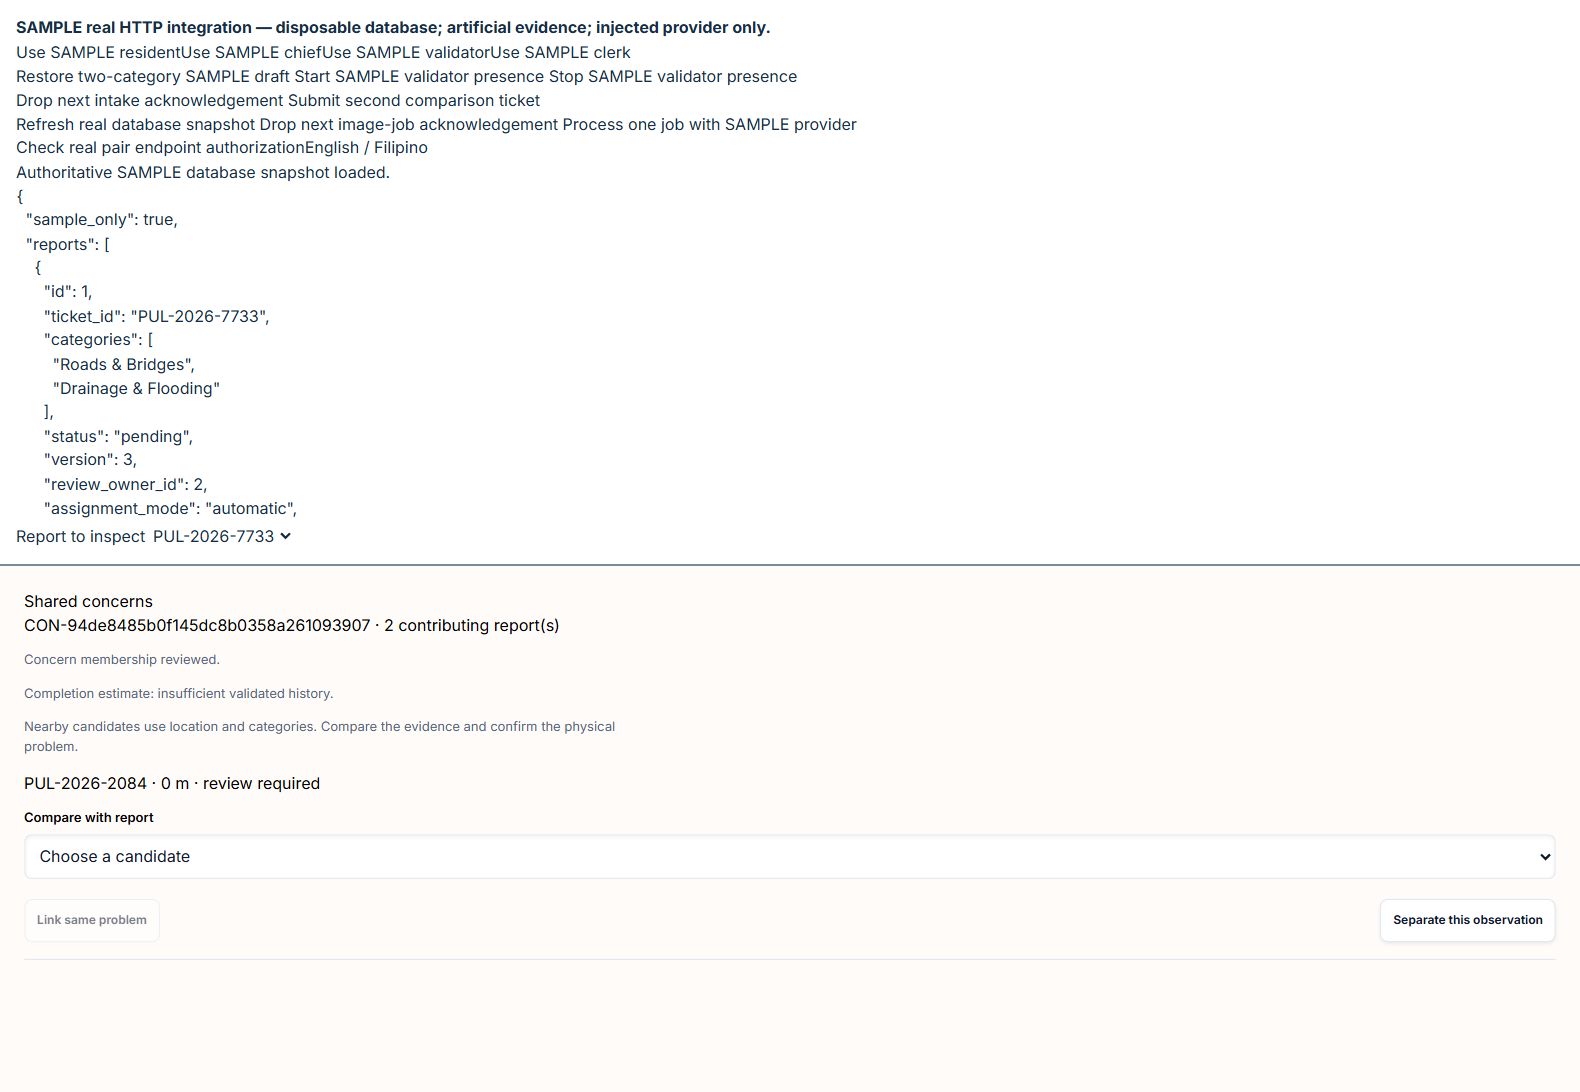 SAMPLE real HTTP integration — disposable database; artificial evidence; injected provider only.
Use SAMPLE residentUse SAMPLE chiefUse SAMPLE validatorUse SAMPLE clerk
Restore two-category SAMPLE draft Start SAMPLE validator presence Stop SAMPLE validator presence
Drop next intake acknowledgement Submit second comparison ticket
Refresh real database snapshot Drop next image-job acknowledgement Process one job with SAMPLE provider
Check real pair endpoint authorizationEnglish / Filipino
Authoritative SAMPLE database snapshot loaded.
{
"sample_only": true,
"reports": [
{
"id": 1,
"ticket_id": "PUL-2026-7733",
"categories": [
"Roads & Bridges",
"Drainage & Flooding"
],
"status": "pending",
"version": 3,
"review_owner_id": 2,
"assignment_mode": "automatic",
Report to inspect PUL-2026-7733
Shared concerns
CON-94de8485b0f145dc8b0358a261093907 · 2 contributing report(s)
Concern membership reviewed.
Completion estimate: insufficient validated history.
Nearby candidates use location and categories. Compare the evidence and confirm the physical
problem.
PUL-2026-2084 · 0 m · review required
Compare with report
Choose a candidate
Link same problem
Separate this observation